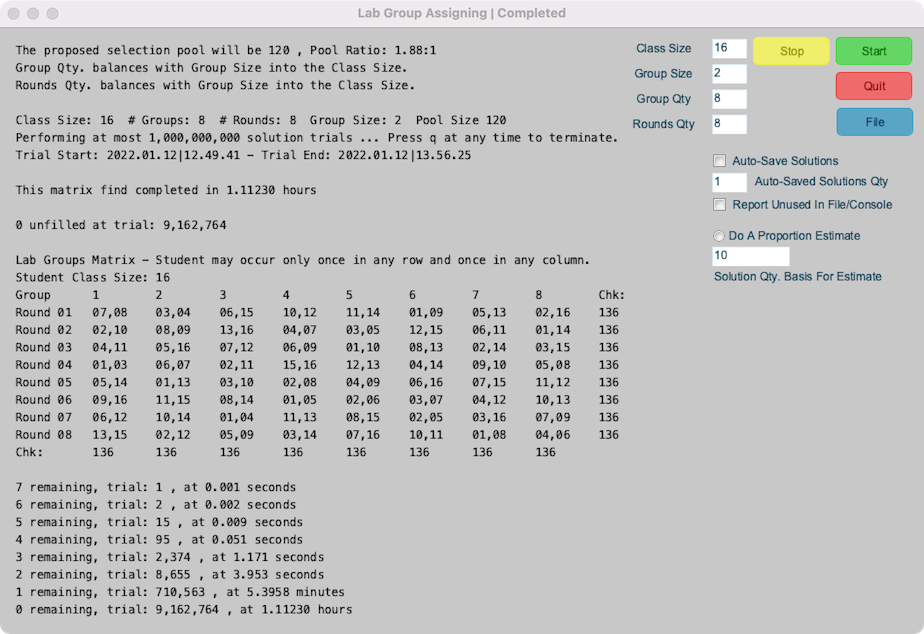 Lab Group Assigning | Completed
The proposed selection pool will be 120 , Pool Ratio: 1.88:1
Group Qty. balances with Group Size into the Class Size.
Rounds Qty. balances with Group Size into the Class Size.
Class Size: 16 # Groups: 8 # Rounds: 8 Group Size: 2 Pool Size 120
Performing at most 1,000,000,000 solution trials ... Press q at any time to terminate.
Trial Start: 2022.01.12|12.49.41 – Trial End: 2022.01.12|13.56.25
This matrix find completed in 1.11230 hours
0 unfilled at trial: 9,162,764
Lab Groups Matrix – Student may occur only once in any row and once in any column.
Student Class Size: 16
Group 1 2 3 4 5 6 7 8 Chk:
Round 01 07,08 03,04 06,15 10,12 11,14 01,09 05,13 02,16 136
Round 02 02,10 08,09 13,16 04,07 03,05 12,15 06,11 01,14 136
Round 03 04,11 05,16 07,12 06,09 01,10 08,13 02,14 03,15 136
Round 04 01,03 06,07 02,11 15,16 12,13 04,14 09,10 05,08 136
Round 05 05,14 01,13 03,10 02,08 04,09 06,16 07,15 11,12 136
Round 06 09,16 11,15 08,14 01,05 02,06 03,07 04,12 10,13 136
Round 07 06,12 10,14 01,04 11,13 08,15 02,05 03,16 07,09 136
Round 08 13,15 02,12 05,09 03,14 07,16 10,11 01,08 04,06 136
Chk: 136 136 136 136 136 136 136 136
7 remaining, trial: 1 , at 0.001 seconds
6 remaining, trial: 2 , at 0.002 seconds
5 remaining, trial: 15 , at 0.009 seconds
4 remaining, trial: 95 , at 0.051 seconds
3 remaining, trial: 2,374 , at 1.171 seconds
2 remaining, trial: 8,655 , at 3.953 seconds
1 remaining, trial: 710,563 , at 5.3958 minutes
0 remaining, trial: 9,162,764 , at 1.11230 hours
Class Size 16
Group Size 2
Group Qty 8
Rounds Qty 8
Stop
Start
Quit
File
Auto-Save Solutions
1 Auto-Saved Solutions Qty
Report Unused In File/Console
Do A Proportion Estimate
10
Solution Qty. Basis For Estimate